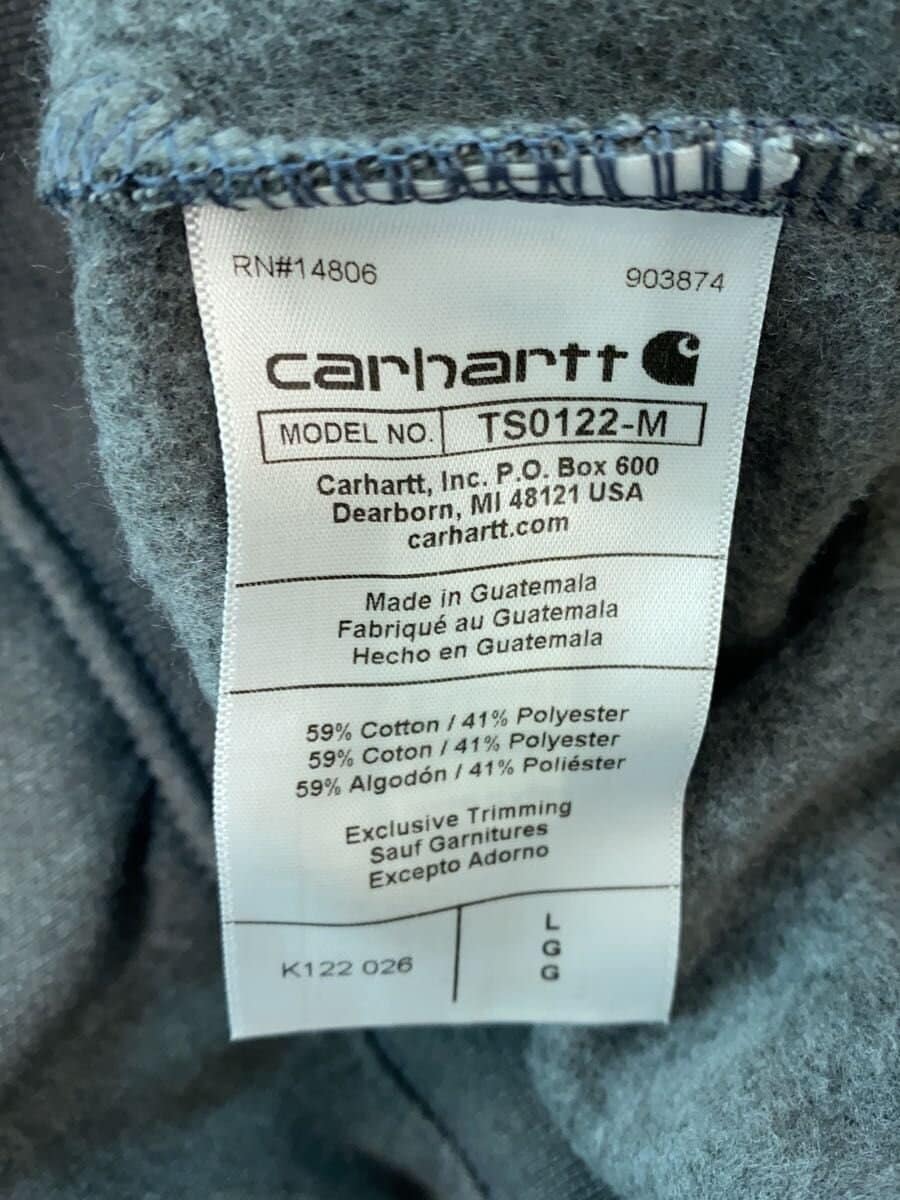 RN#14806 903874
carhartt
MODEL NO. TS0122-M
Carhartt, Inc. P.O. Box 600
Dearborn, MI 48121 USA
carhartt.com
Made in Guatemala
Fabriqué au Guatemala
Hecho en Guatemala
59% Cotton / 41% Polyester
59% Coton / 41% Polyester
59% Algodón / 41% Poliéster
Exclusive Trimming
Sauf Garnitures
Excepto Adorno
K122 026
L
G
G